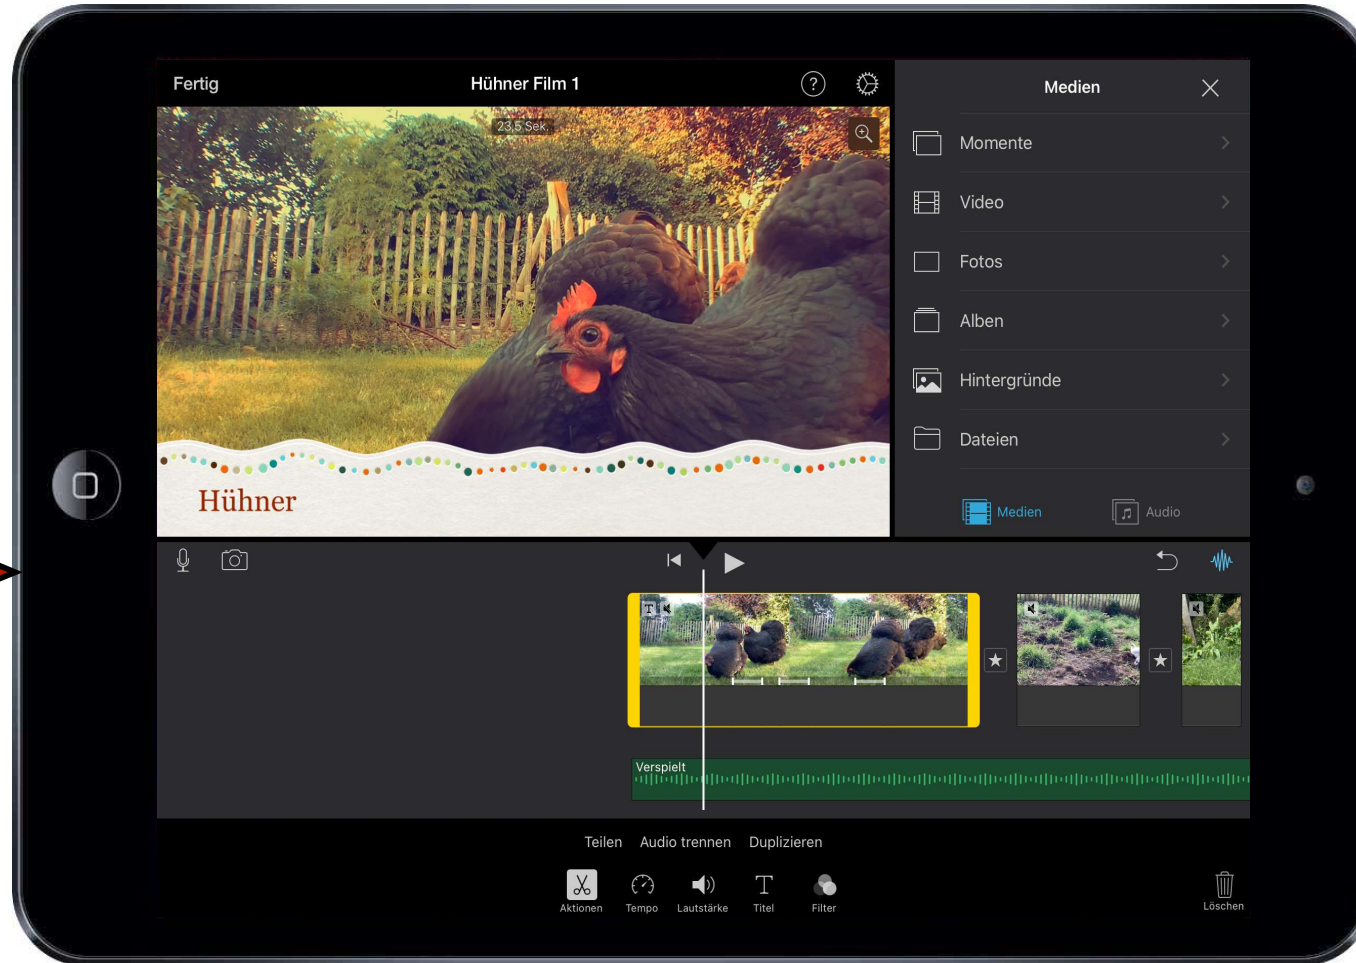 Fertig
Hühner Film 1
?
23,5 Sek.
Hühner
Medien
Momente
Video
Fotos
Alben
Hintergründe
Dateien
Medien
Audio
T
Verspielt
Teilen Audio trennen Duplizieren
Aktionen Tempo Lautstärke Titel Filter
Löschen